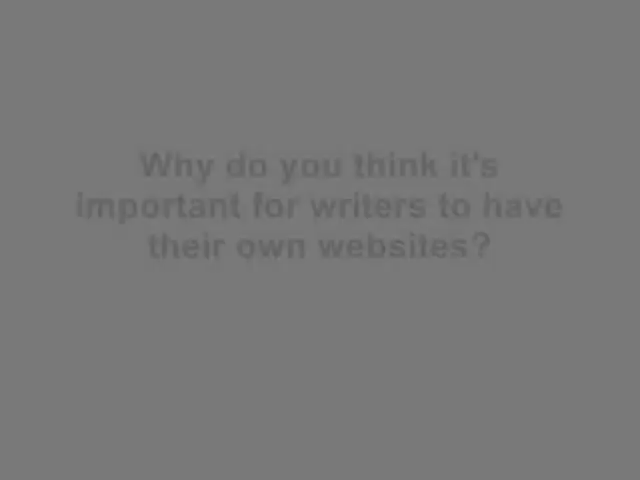 Why do you think it's
important for writers to have
their own websites?